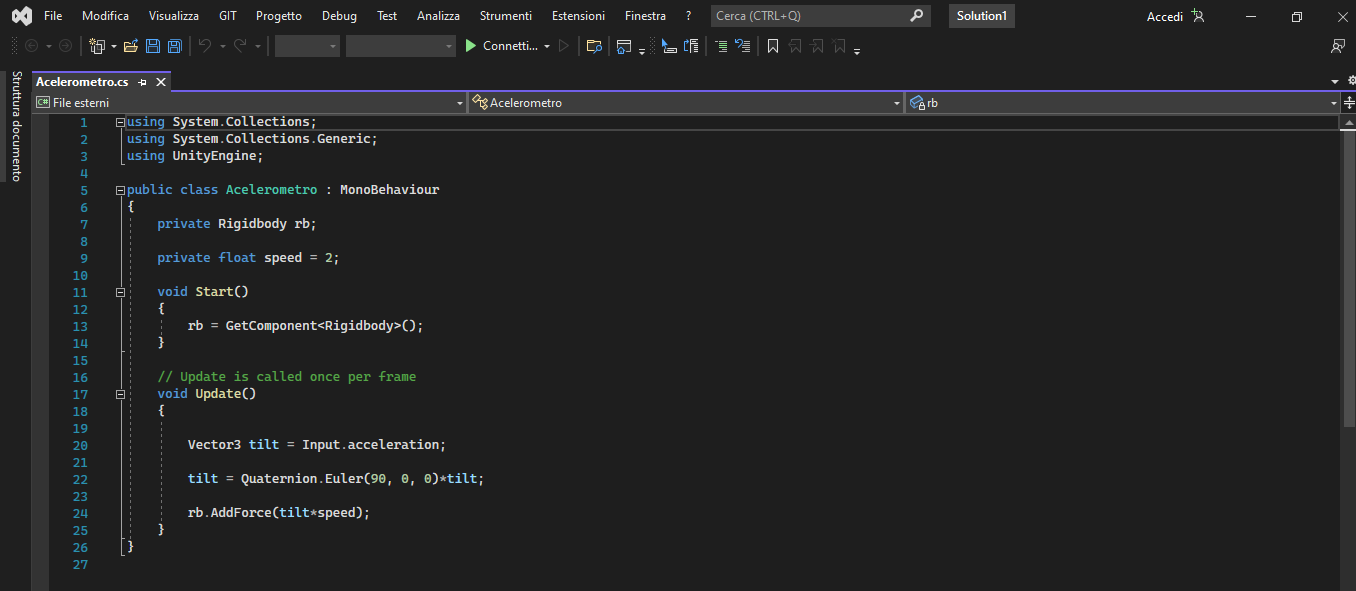 File Modifica Visualizza GIT Progetto Debug Test Analizza Strumenti Estensioni Finestra ? Cerca (CTRL+Q) Solution1 Accedi
Connetti...
Struttura documento
Acelerometro.cs
C# File esterni Acelerometro rb
1 using System.Collections;
2 using System.Collections.Generic;
3 using UnityEngine;
4
5 public class Acelerometro : MonoBehaviour
6 {
7 private Rigidbody rb;
8
9 private float speed = 2;
10
11 void Start()
12 {
13 rb = GetComponent<Rigidbody>();
14 }
15
16 // Update is called once per frame
17 void Update()
18 {
19
20 Vector3 tilt = Input.acceleration;
21
22 tilt = Quaternion.Euler(90, 0, 0)*tilt;
23
24 rb.AddForce(tilt*speed);
25 }
26 }
27